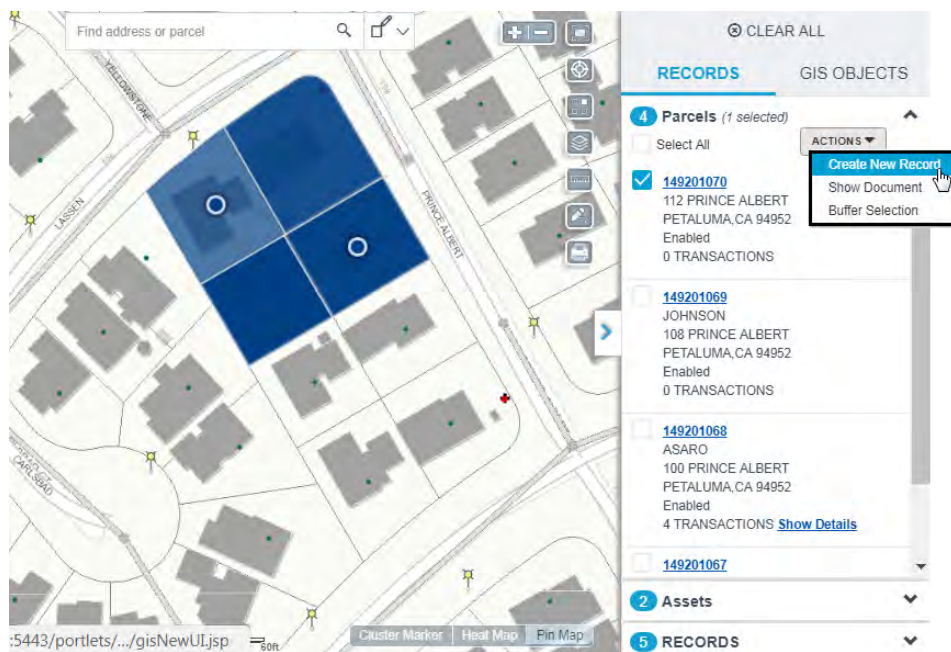 Find address or parcel
YELLOWSTONE
LASSEN
PRINCE ALBERT
CARLSBAD
:5443/portlets/.../gisNewUI.jsp
60ft
Cluster Marker
Heat Map
Pin Map
CLEAR ALL
RECORDS
GIS OBJECTS
4 Parcels (1 selected)
Select All
ACTIONS
Create New Record
Show Document
Buffer Selection
149201070
112 PRINCE ALBERT
PETALUMA,CA 94952
Enabled
0 TRANSACTIONS
149201069
JOHNSON
108 PRINCE ALBERT
PETALUMA,CA 94952
Enabled
0 TRANSACTIONS
149201068
ASARO
100 PRINCE ALBERT
PETALUMA,CA 94952
Enabled
4 TRANSACTIONS Show Details
149201067
2 Assets
5 RECORDS